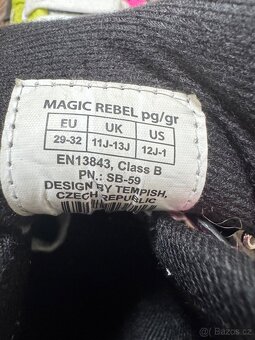 MAGIC REBEL pg/gr
EU UK US
29-32 11J-13J 12J-1
EN13843, Class B
PN.: SB-59
DESIGN BY TEMPISH,
CZECH REPUBLIC
Sbazar.cz